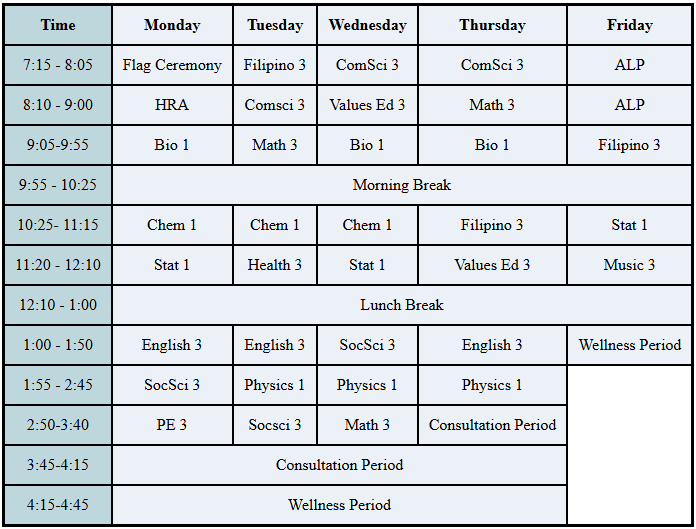 Time Monday Tuesday Wednesday Thursday Friday
7:15 - 8:05 Flag Ceremony Filipino 3 ComSci 3 ComSci 3 ALP
8:10 - 9:00 HRA Comsci 3 Values Ed 3 Math 3 ALP
9:05-9:55 Bio 1 Math 3 Bio 1 Bio 1 Filipino 3
9:55 - 10:25 Morning Break
10:25- 11:15 Chem 1 Chem 1 Chem 1 Filipino 3 Stat 1
11:20 - 12:10 Stat 1 Health 3 Stat 1 Values Ed 3 Music 3
12:10 - 1:00 Lunch Break
1:00 - 1:50 English 3 English 3 SocSci 3 English 3 Wellness Period
1:55 - 2:45 SocSci 3 Physics 1 Physics 1 Physics 1
2:50-3:40 PE 3 Socsci 3 Math 3 Consultation Period
3:45-4:15 Consultation Period
4:15-4:45 Wellness Period